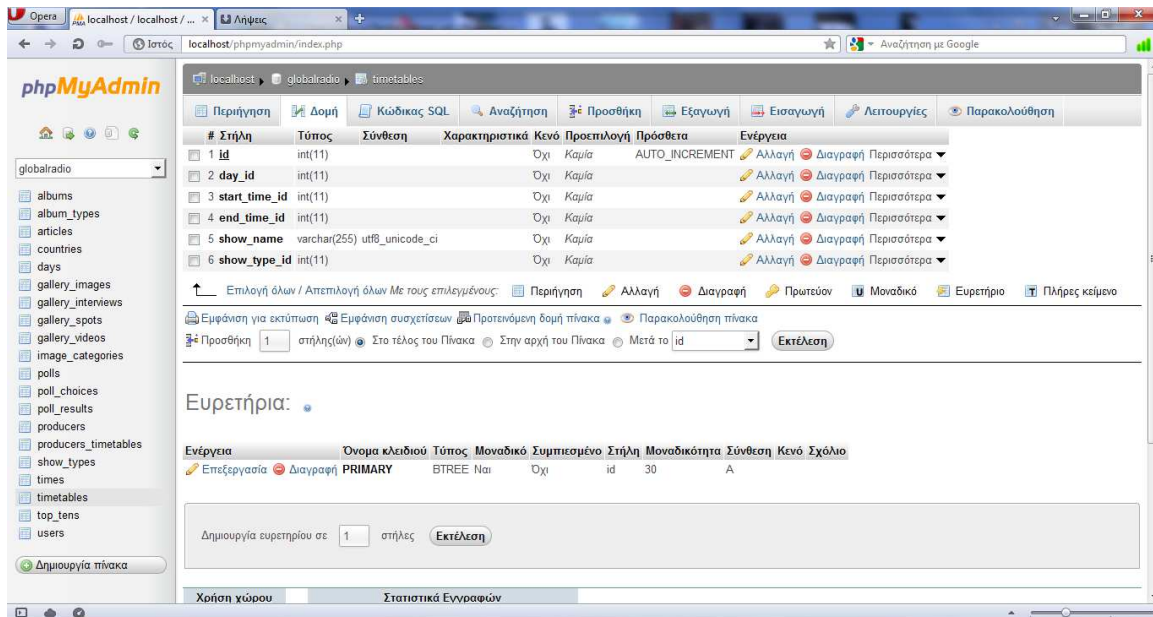 Opera localhost / localhost / ... Λήψεις
Ιστός localhost/phpmyadmin/index.php Αναζήτηση με Google
phpMyAdmin
globalradio
albums
album_types
articles
countries
days
gallery_images
gallery_interviews
gallery_spots
gallery_videos
image_categories
polls
poll_choices
poll_results
producers
producers_timetables
show_types
times
timetables
top_tens
users
Δημιουργία πίνακα
localhost globalradio timetables
Περιήγηση Δομή Κώδικας SQL Αναζήτηση Προσθήκη Εξαγωγή Εισαγωγή Λειτουργίες Παρακολούθηση
# Στήλη Τύπος Σύνθεση Χαρακτηριστικά Κενό Προεπιλογή Πρόσθετα Ενέργεια
1 id int(11) Όχι Καμία AUTO_INCREMENT Αλλαγή Διαγραφή Περισσότερα
2 day_id int(11) Όχι Καμία Αλλαγή Διαγραφή Περισσότερα
3 start_time_id int(11) Όχι Καμία Αλλαγή Διαγραφή Περισσότερα
4 end_time_id int(11) Όχι Καμία Αλλαγή Διαγραφή Περισσότερα
5 show_name varchar(255) utf8_unicode_ci Όχι Καμία Αλλαγή Διαγραφή Περισσότερα
6 show_type_id int(11) Όχι Καμία Αλλαγή Διαγραφή Περισσότερα
Επιλογή όλων / Απεπιλογή όλων Με τους επιλεγμένους: Περιήγηση Αλλαγή Διαγραφή Πρωτεύον U Μοναδικό Ευρετήριο T Πλήρες κείμενο
Εμφάνιση για εκτύπωση Εμφάνιση συσχετίσεων Προτεινόμενη δομή πίνακα Παρακολούθηση πίνακα
Προσθήκη 1 στήλης(ών) Στο τέλος του Πίνακα Στην αρχή του Πίνακα Μετά το id Εκτέλεση
Ευρετήρια:
Ενέργεια Όνομα κλειδιού Τύπος Μοναδικό Συμπιεσμένο Στήλη Μοναδικότητα Σύνθεση Κενό Σχόλιο
Επεξεργασία Διαγραφή PRIMARY BTREE Ναι Όχι id 30 A
Δημιουργία ευρετηρίου σε 1 στήλες Εκτέλεση
Χρήση χώρου Στατιστικά Εγγραφών